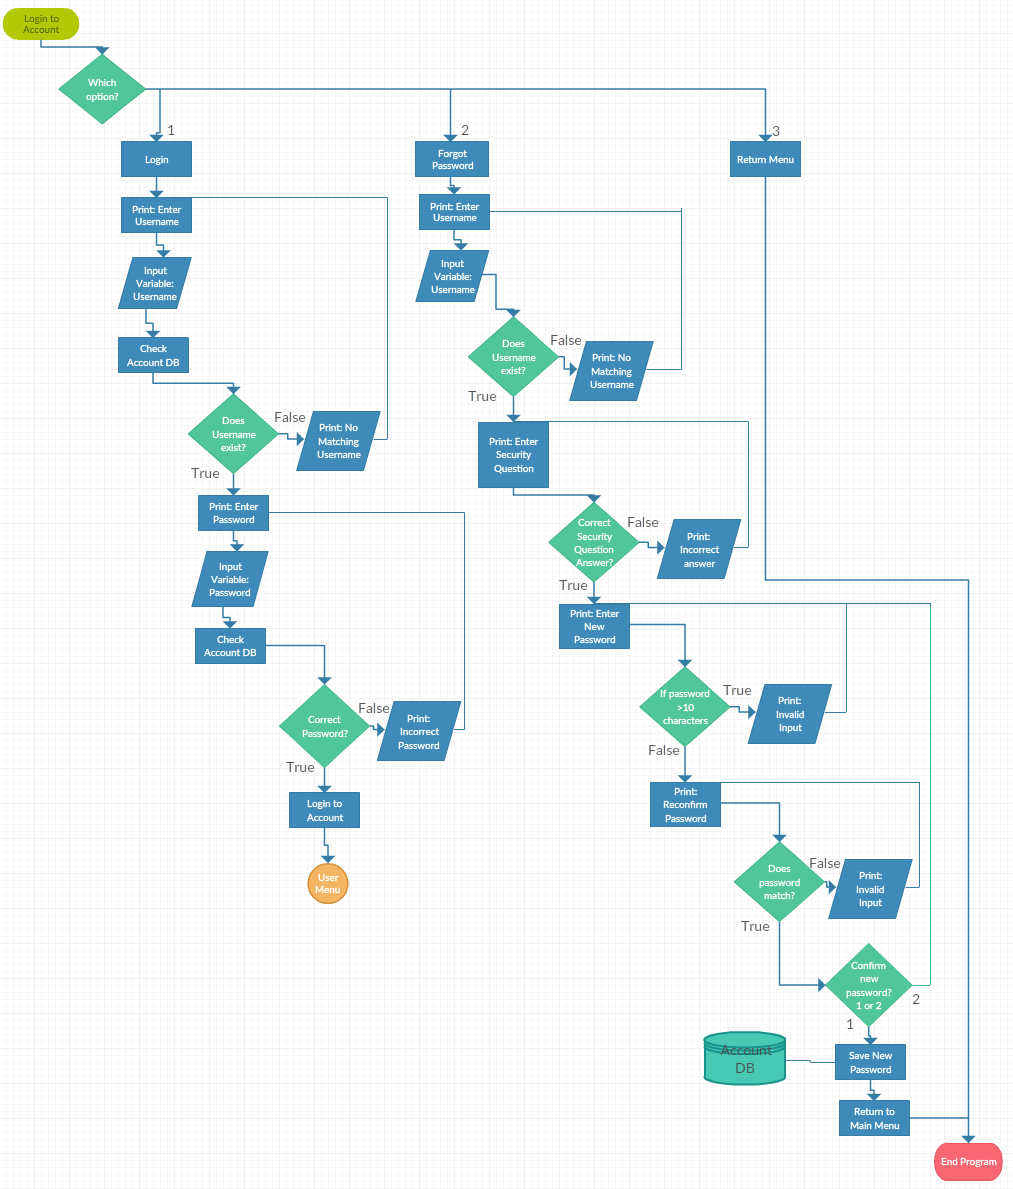 Login to
Account
Which
option?
1
2
3
Login
Forgot
Password
Return Menu
Print: Enter
Username
Print: Enter
Username
Input
Variable:
Username
Input
Variable:
Username
Check
Account DB
Does
Username
exist?
False
Print: No
Matching
Username
True
Does
Username
exist?
False
Print: No
Matching
Username
True
Print: Enter
Password
Input
Variable:
Password
Check
Account DB
Correct
Password?
False
Print:
Incorrect
Password
True
Login to
Account
User
Menu
Print: Enter
Security
Question
Correct
Security
Question
Answer?
False
Print:
Incorrect
answer
True
Print: Enter
New
Password
If password
>10
characters
True
Print:
Invalid
Input
False
Print:
Reconfirm
Password
Does
password
match?
False
Print:
Invalid
Input
True
Confirm
new
password?
1 or 2
2
1
Account
DB
Save New
Password
Return to
Main Menu
End Program